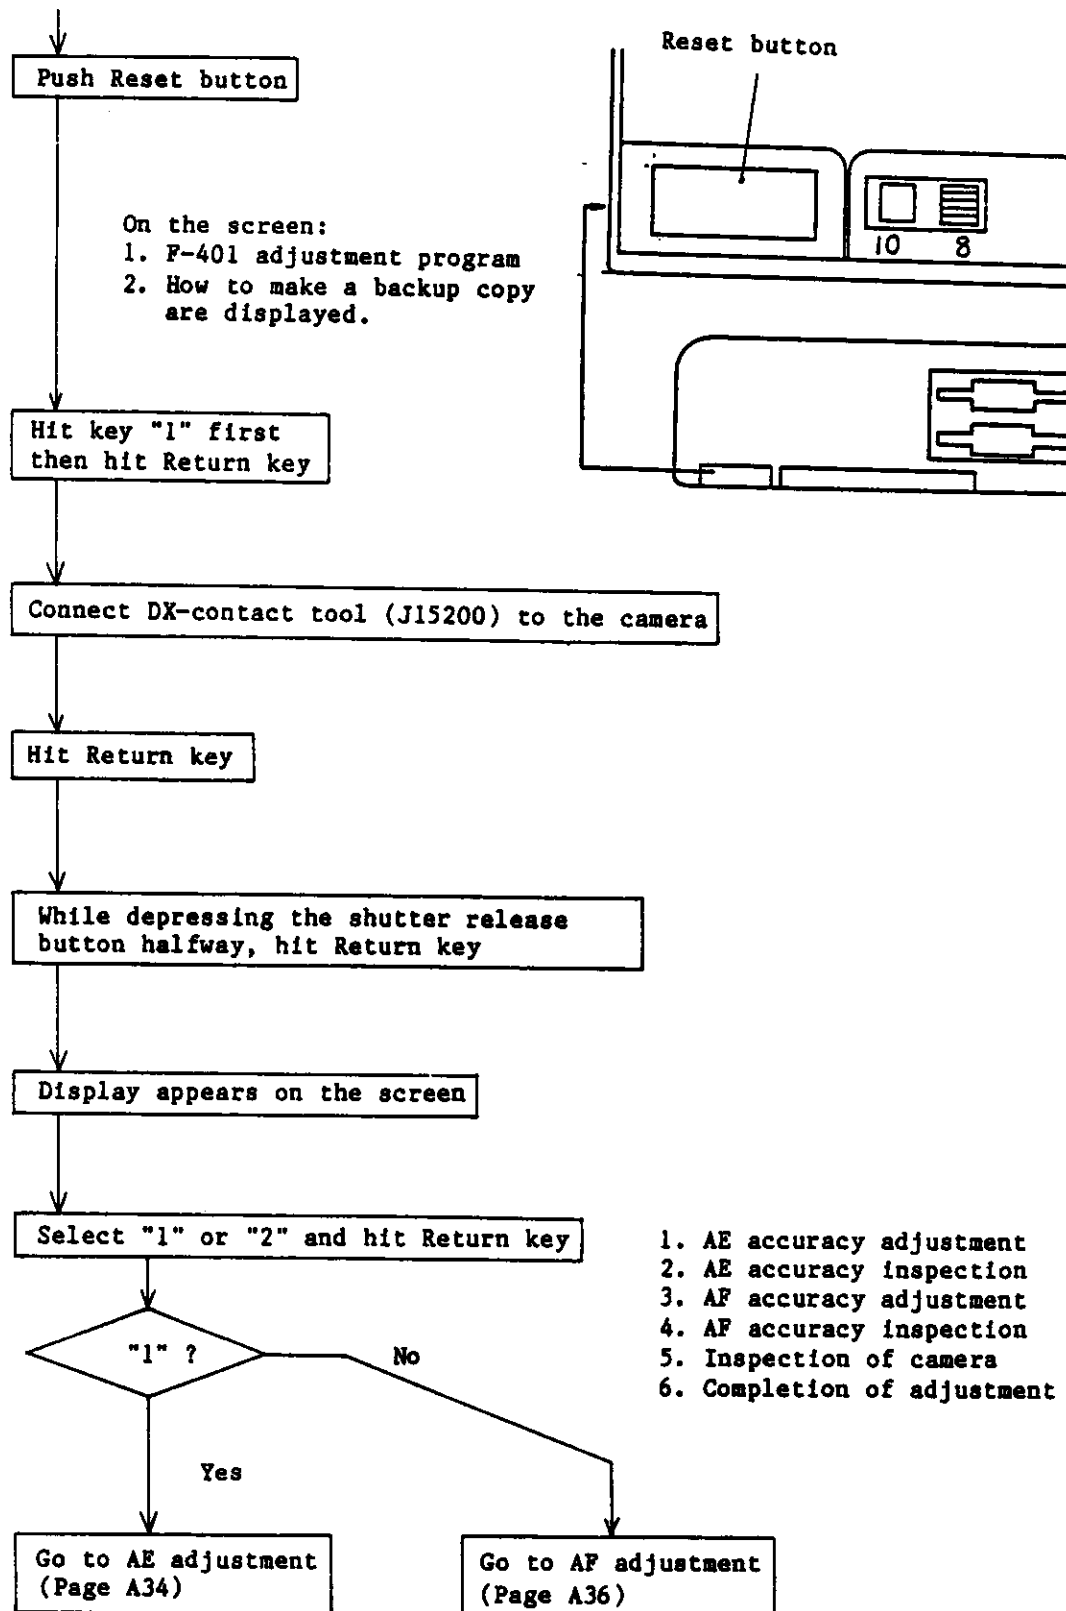 Reset button
Push Reset button
On the screen:
1. F-401 adjustment program
2. How to make a backup copy
are displayed.
10 8
Hit key "1" first
then hit Return key
Connect DX-contact tool (J15200) to the camera
Hit Return key
While depressing the shutter release
button halfway, hit Return key
Display appears on the screen
Select "1" or "2" and hit Return key
1. AE accuracy adjustment
2. AE accuracy inspection
3. AF accuracy adjustment
4. AF accuracy inspection
5. Inspection of camera
6. Completion of adjustment
"1" ?
No
Yes
Go to AE adjustment
(Page A34)
Go to AF adjustment
(Page A36)